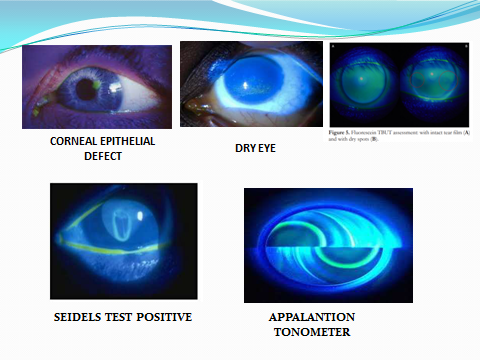 A
B
Figure 5. Fluorescein TBUT assessment: with intact tear film (A)
and with dry spots (B).
CORNEAL EPITHELIAL
DEFECT
DRY EYE
SEIDELS TEST POSITIVE
APPALANTION
TONOMETER